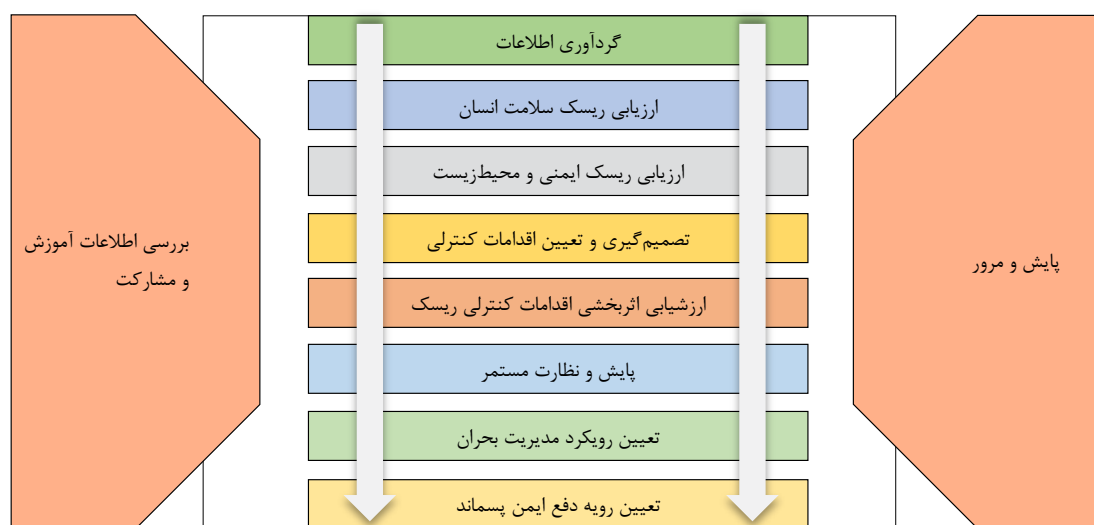 گردآوری اطلاعات
ارزیابی ریسک سلامت انسان
ارزیابی ریسک ایمنی و محیط‌زیست
تصمیم‌گیری و تعیین اقدامات کنترلی
ارزشیابی اثربخشی اقدامات کنترلی ریسک
پایش و نظارت مستمر
تعیین رویکرد مدیریت بحران
تعیین رویه دفع ایمن پسماند
پایش و مرور
بررسی اطلاعات آموزش
و مشارکت